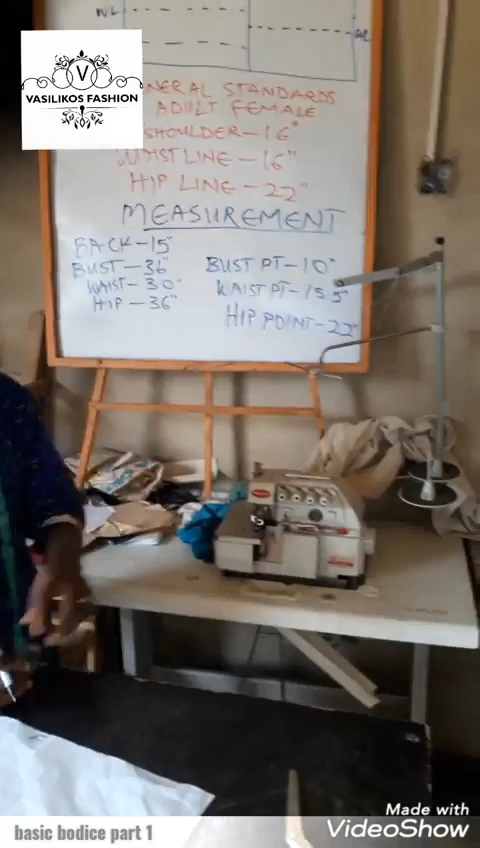 W/L
V
VASILIKOS FASHION
NERAL STANDARDS
ADULT FEMALE
SHOULDER - 16"
WAIST LINE - 16"
HIP LINE - 22"
MEASUREMENT
BACK - 15"
BUST - 36" BUST PT - 10"
WAIST - 30" WAIST PT - 15 5"
HIP - 36" HIP POINT - 22"
Made with
VideoShow
basic bodice part 1